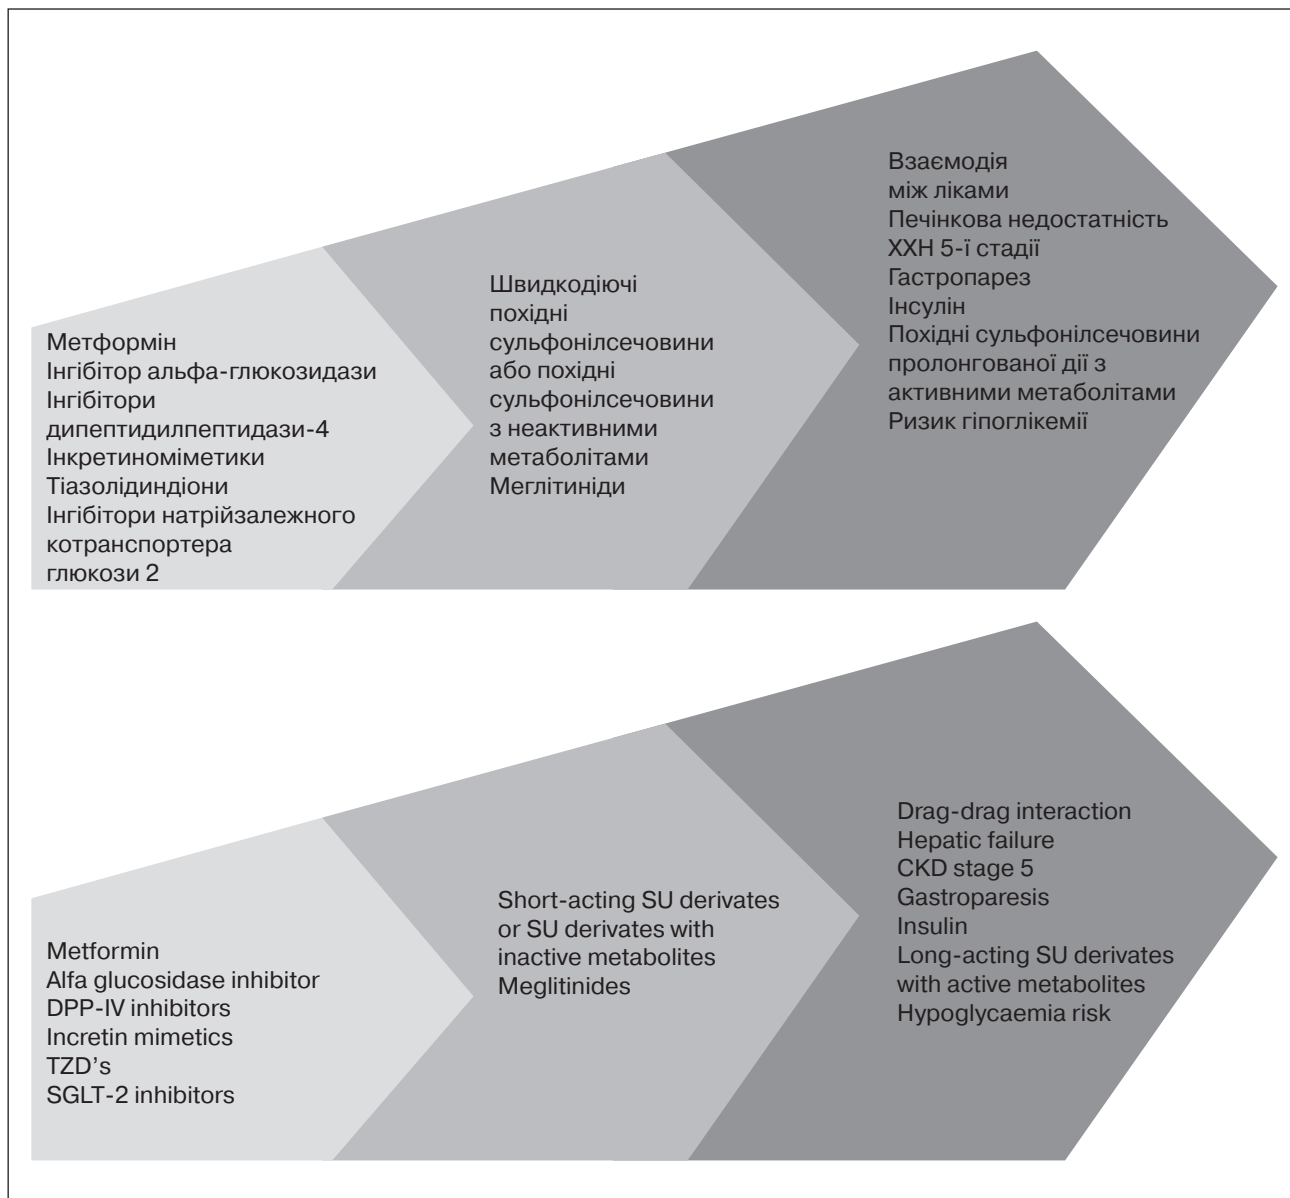 Метформін
Інгібітор альфа-глюкозидази
Інгібітори
дипептидилпептидази-4
Інкретиноміметики
Тіазолідиндіони
Інгібітори натрійзалежного
котранспортера
глюкози 2
Швидкодіючі
похідні
сульфонілсечовини
або похідні
сульфонілсечовини
з неактивними
метаболітами
Меглітиніди
Взаємодія
між ліками
Печінкова недостатність
ХХН 5-ї стадії
Гастропарез
Інсулін
Похідні сульфонілсечовини
пролонгованої дії з
активними метаболітами
Ризик гіпоглікемії
Metformin
Alfa glucosidase inhibitor
DPP-IV inhibitors
Incretin mimetics
TZD’s
SGLT-2 inhibitors
Short-acting SU derivates
or SU derivates with
inactive metabolites
Meglitinides
Drag-drag interaction
Hepatic failure
CKD stage 5
Gastroparesis
Insulin
Long-acting SU derivates
with active metabolites
Hypoglycaemia risk